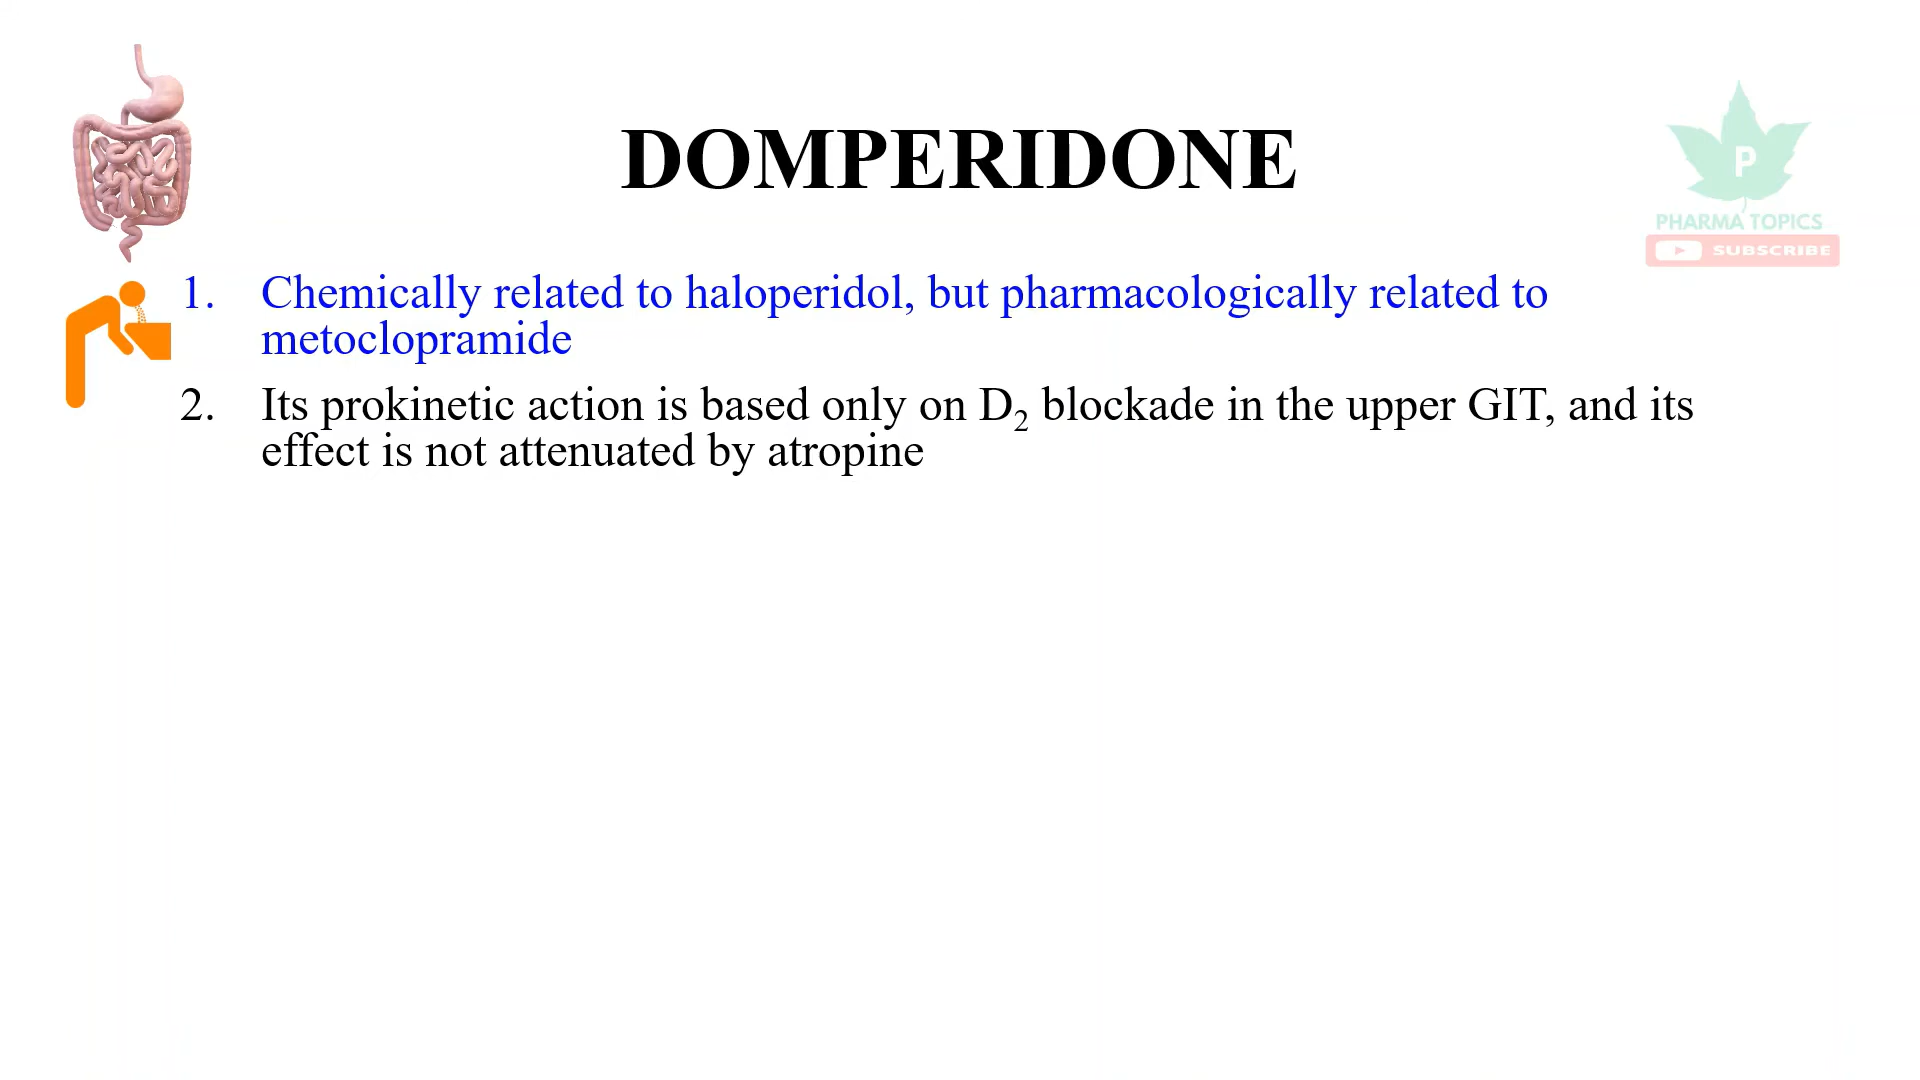 DOMPERIDONE
P
PHARMA TOPICS
SUBSCRIBE
1. Chemically related to haloperidol, but pharmacologically related to
metoclopramide
2. Its prokinetic action is based only on D₂ blockade in the upper GIT, and its
effect is not attenuated by atropine